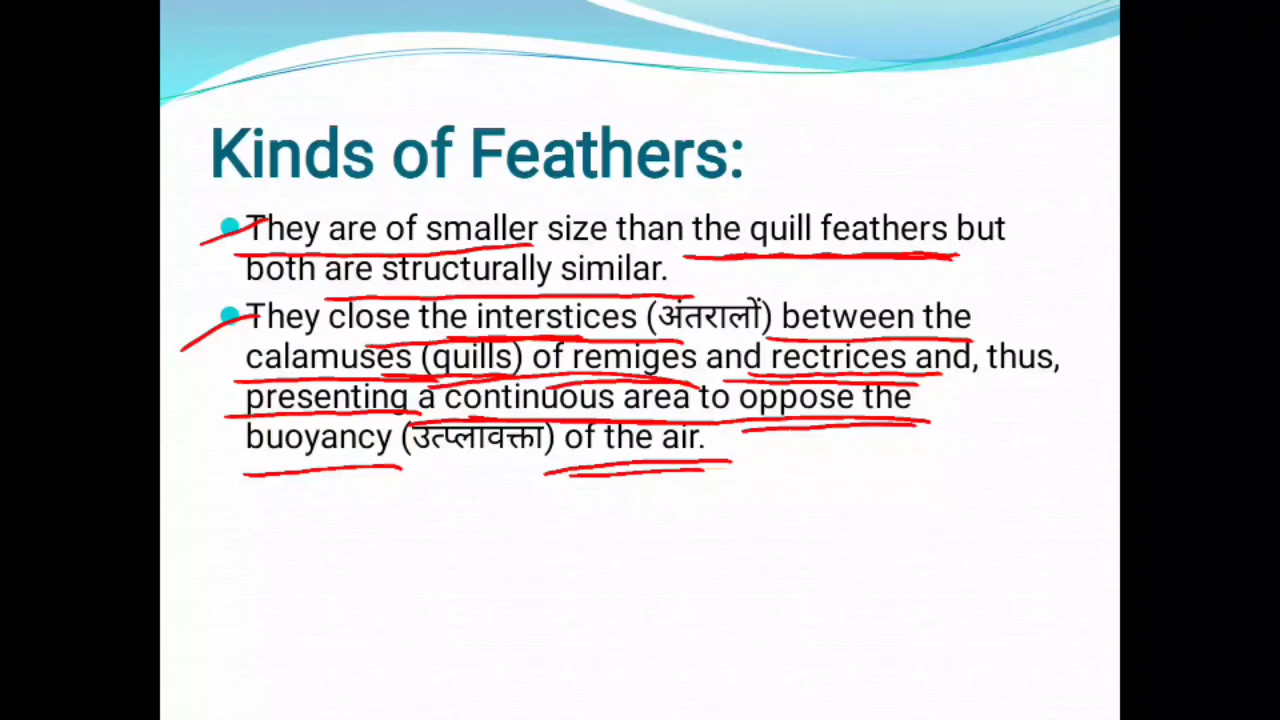 Kinds of Feathers:
They are of smaller size than the quill feathers but
both are structurally similar.
They close the interstices (अंतरालों) between the
calamuses (quills) of remiges and rectrices and, thus,
presenting a continuous area to oppose the
buoyancy (उत्प्लावक्ता) of the air.